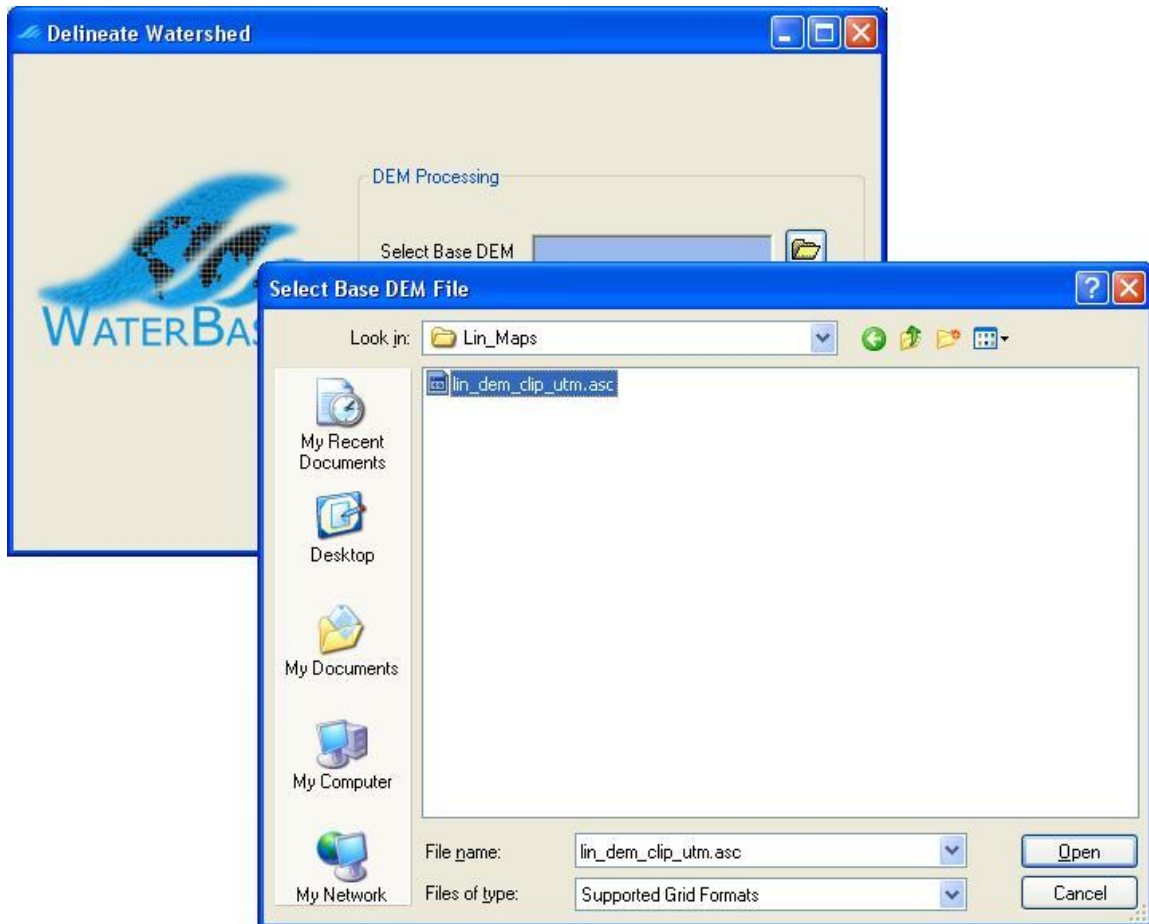 Delineate Watershed
DEM Processing
Select Base DEM
WATERBAS
Select Base DEM File
?
Look in: Lin_Maps
lin_dem_clip_utm.asc
My Recent
Documents
Desktop
My Documents
My Computer
My Network
File name: lin_dem_clip_utm.asc Open
Files of type: Supported Grid Formats Cancel